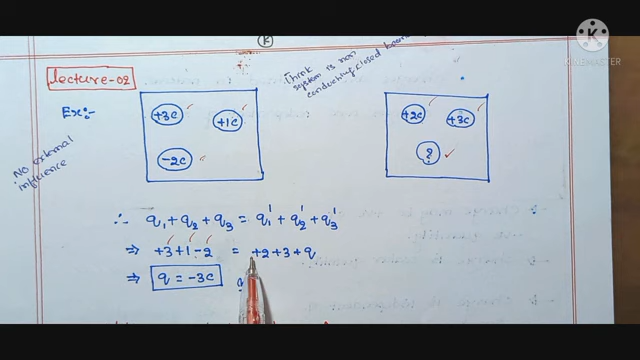 K
KINEMASTER
Lecture-02
Think
system is non
conducting closed
Ex:-
+3c
+1c
-2c
+2c
+3c
?
No external
influence
∴ q₁ + q₂ + q₃ = q₁' + q₂' + q₃'
⇒ +3+1-2 = +2+3+q
⇒ q = -3c